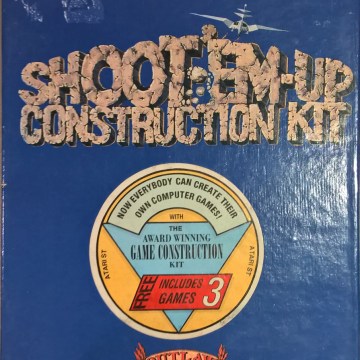 SHOOT'EM-UP
CONSTRUCTION KIT
NOW EVERYBODY CAN CREATE THEIR
OWN COMPUTER GAMES!
WITH
THE
AWARD WINNING
GAME CONSTRUCTION
KIT
ATARI ST
ATARI ST
FREE
INCLUDES
GAMES 3
OUTLAW